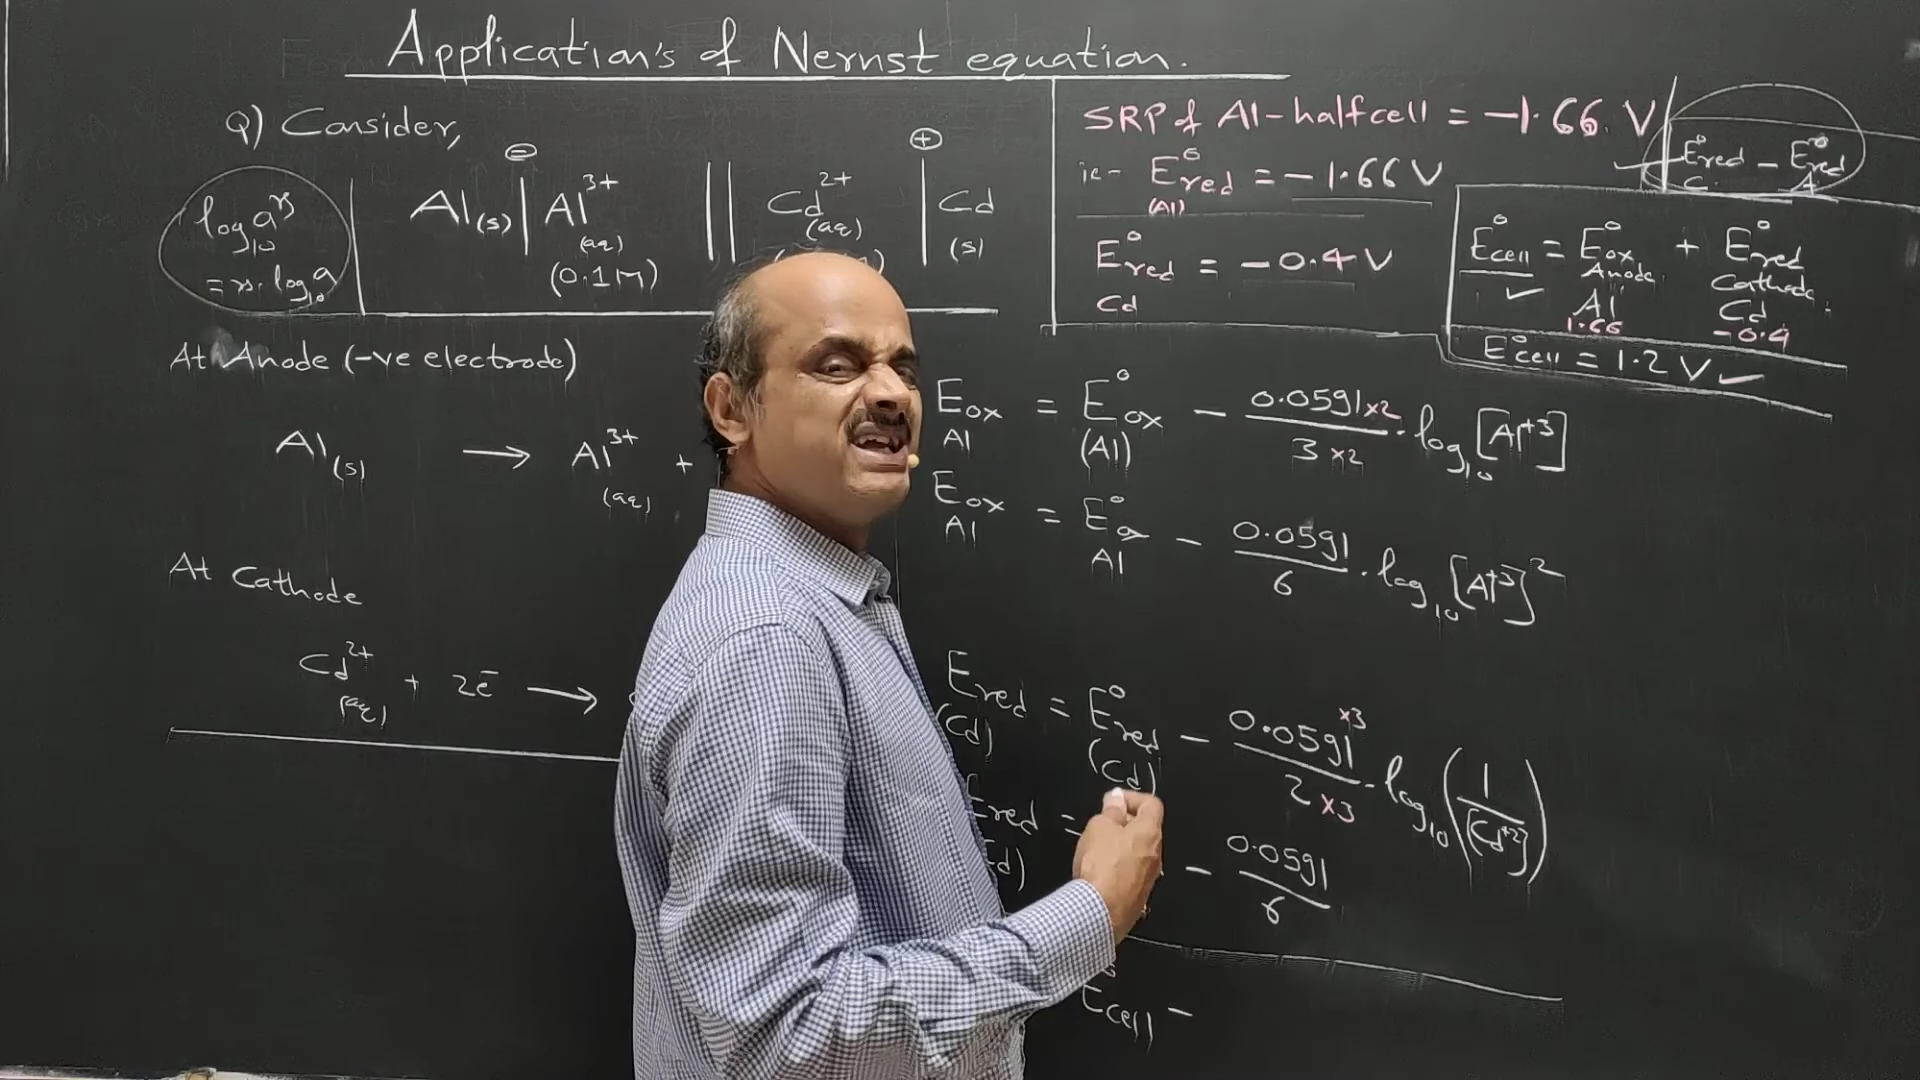 Application's of Nernst equation.
Q) Consider,
log₁₀ aˣ
= x · log₁₀ a
⊖ ⊕
Al(s) | Al³⁺(aq) || Cd²⁺(aq) | Cd(s)
(0.1M)
SRP of Al-halfcell = -1.66 V
ie- E°red (Al) = -1.66 V
E°red Cd = -0.4 V
E°red C. - E°red A
E°cell = E°ox Anode + E°red Cathode
Al Cd
1.66 -0.4
E°cell = 1.2 V
At Anode (-ve electrode)
Al(s) → Al³⁺(aq) +
At Cathode
Cd²⁺(aq) + 2e⁻ →
Eox Al = E°ox (Al) - 0.0591×2 / 3×2 · log₁₀ [Al⁺³]
Eox Al = E°ox Al - 0.0591 / 6 · log₁₀ [Al⁺³]²
Ered (Cd) = E°red (Cd) - 0.0591 ×3 / 2 ×3 · log₁₀ (1 / [Cd⁺²])
Ered = - 0.0591 / 6
E°cell -